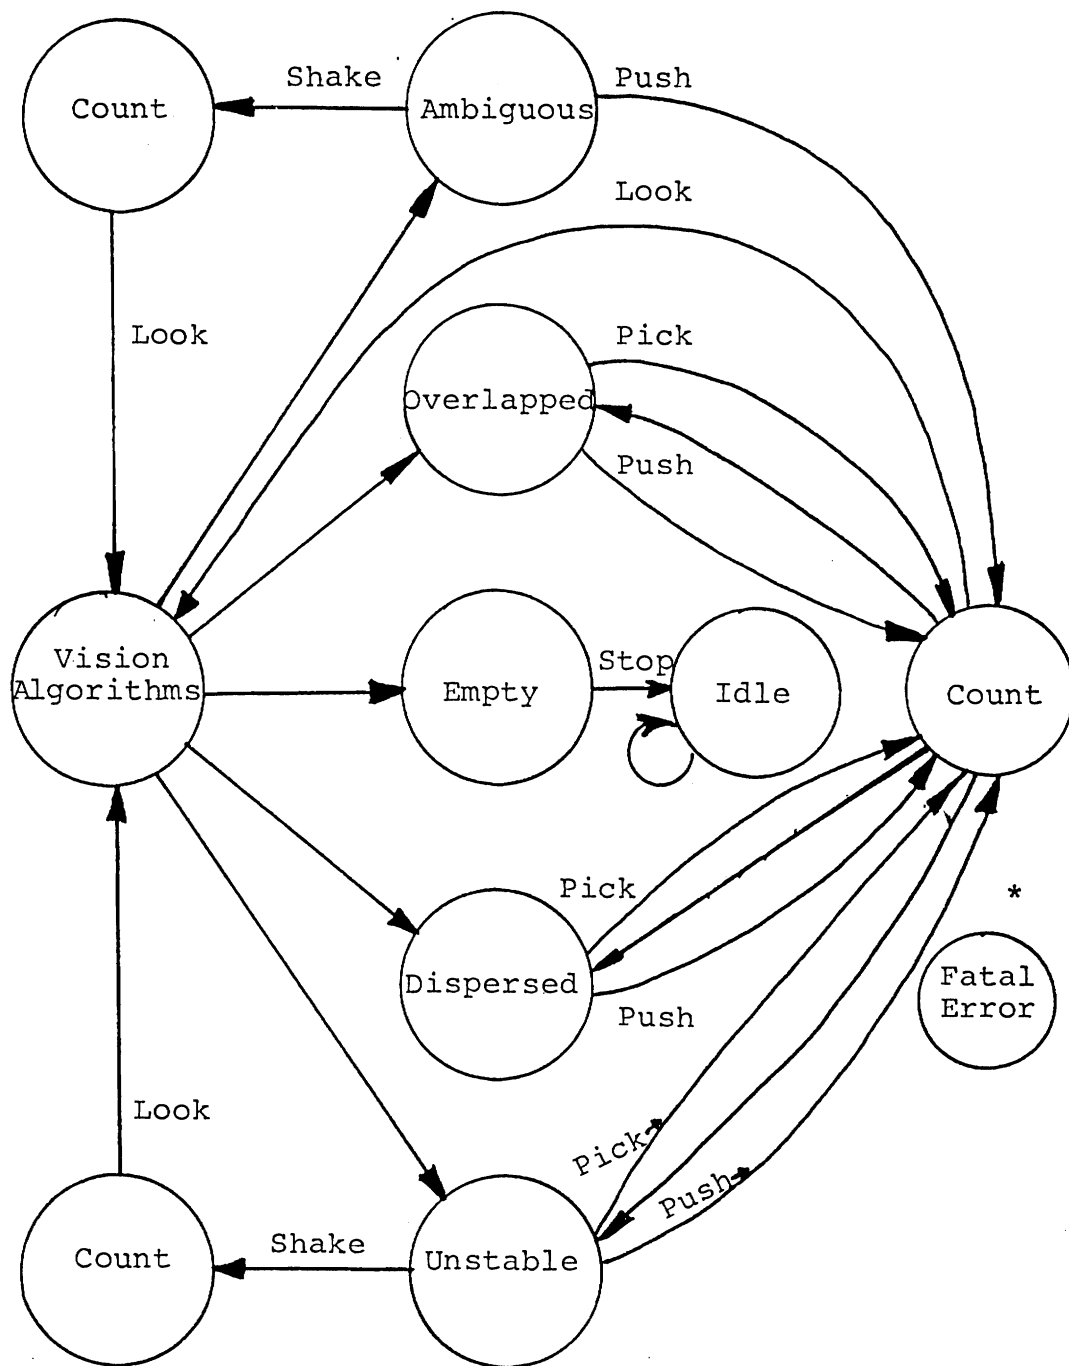 Shake
Push
Count
Ambiguous
Look
Look
Pick
Overlapped
Push
Vision
Algorithms
Stop
Empty
Idle
Count
Pick
*
Dispersed
Push
Fatal
Error
Look
Pick
Push
Shake
Count
Unstable